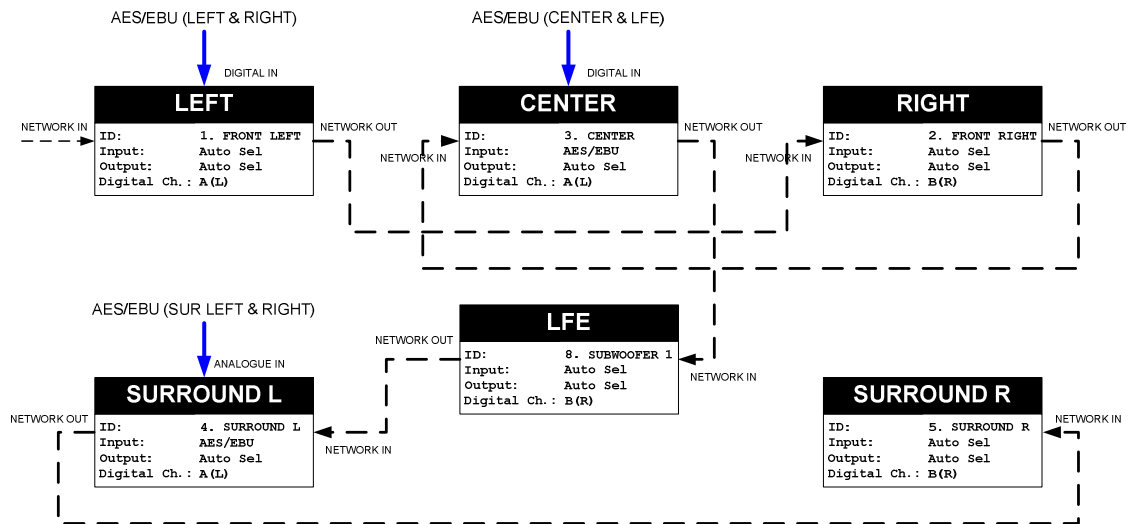 AES/EBU (LEFT & RIGHT)
AES/EBU (CENTER & LFE)
DIGITAL IN
DIGITAL IN
LEFT
CENTER
RIGHT
NETWORK IN
ID: 1. FRONT LEFT
Input: Auto Sel
Output: Auto Sel
Digital Ch.: A(L)
NETWORK OUT
NETWORK IN
ID: 3. CENTER
Input: AES/EBU
Output: Auto Sel
Digital Ch.: A(L)
NETWORK OUT
NETWORK IN
ID: 2. FRONT RIGHT
Input: Auto Sel
Output: Auto Sel
Digital Ch.: B(R)
NETWORK OUT
AES/EBU (SUR LEFT & RIGHT)
ANALOGUE IN
LFE
NETWORK OUT
ID: 8. SUBWOOFER 1
Input: Auto Sel
Output: Auto Sel
Digital Ch.: B(R)
NETWORK IN
SURROUND L
NETWORK OUT
ID: 4. SURROUND L
Input: AES/EBU
Output: Auto Sel
Digital Ch.: A(L)
NETWORK IN
SURROUND R
ID: 5. SURROUND R
Input: Auto Sel
Output: Auto Sel
Digital Ch.: B(R)
NETWORK IN